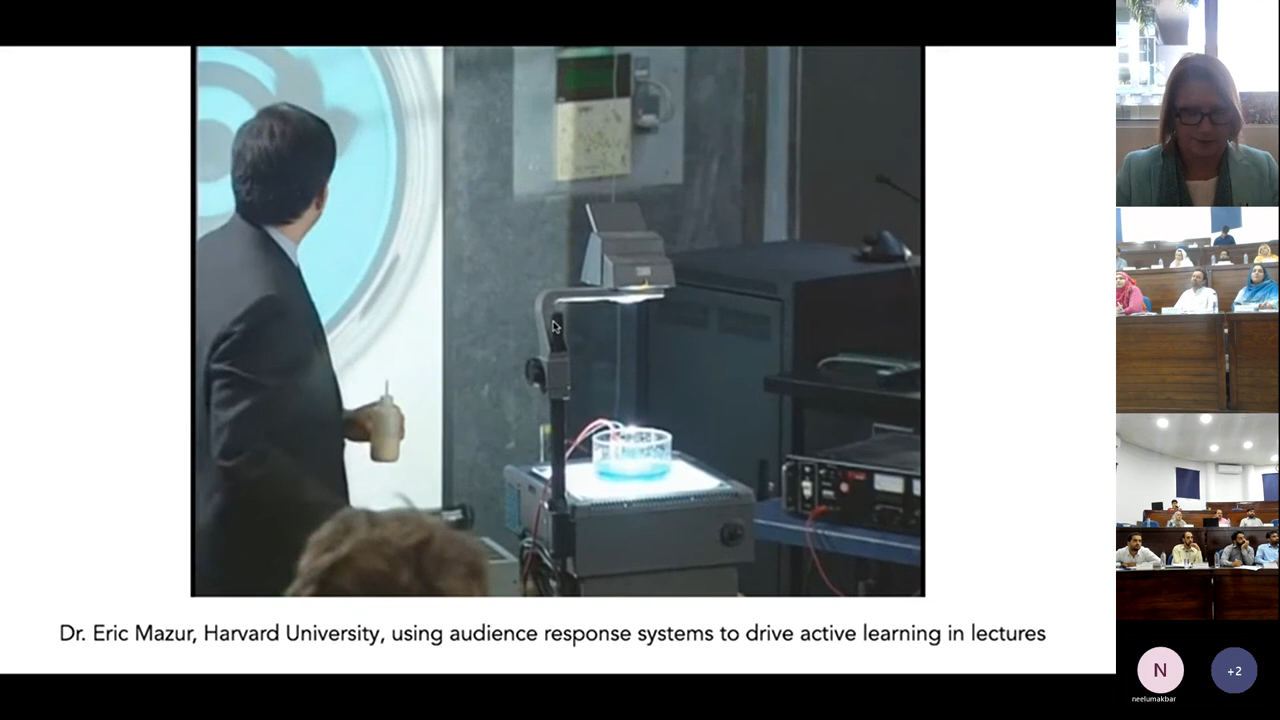 Dr. Eric Mazur, Harvard University, using audience response systems to drive active learning in lectures
N
+2
neelumakbar